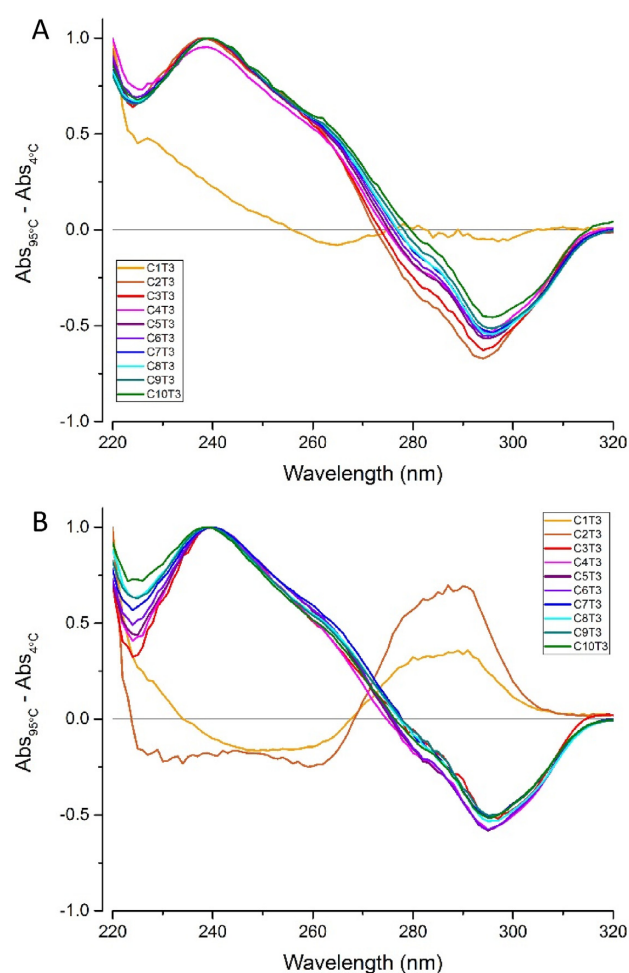 A
1.0
0.5
0.0
-0.5
-1.0
Abs95°C - Abs4°C
C1T3
C2T3
C3T3
C4T3
C5T3
C6T3
C7T3
C8T3
C9T3
C10T3
220 240 260 280 300 320
Wavelength (nm)
B
1.0
0.5
0.0
-0.5
-1.0
Abs95°C - Abs4°C
C1T3
C2T3
C3T3
C4T3
C5T3
C6T3
C7T3
C8T3
C9T3
C10T3
220 240 260 280 300 320
Wavelength (nm)